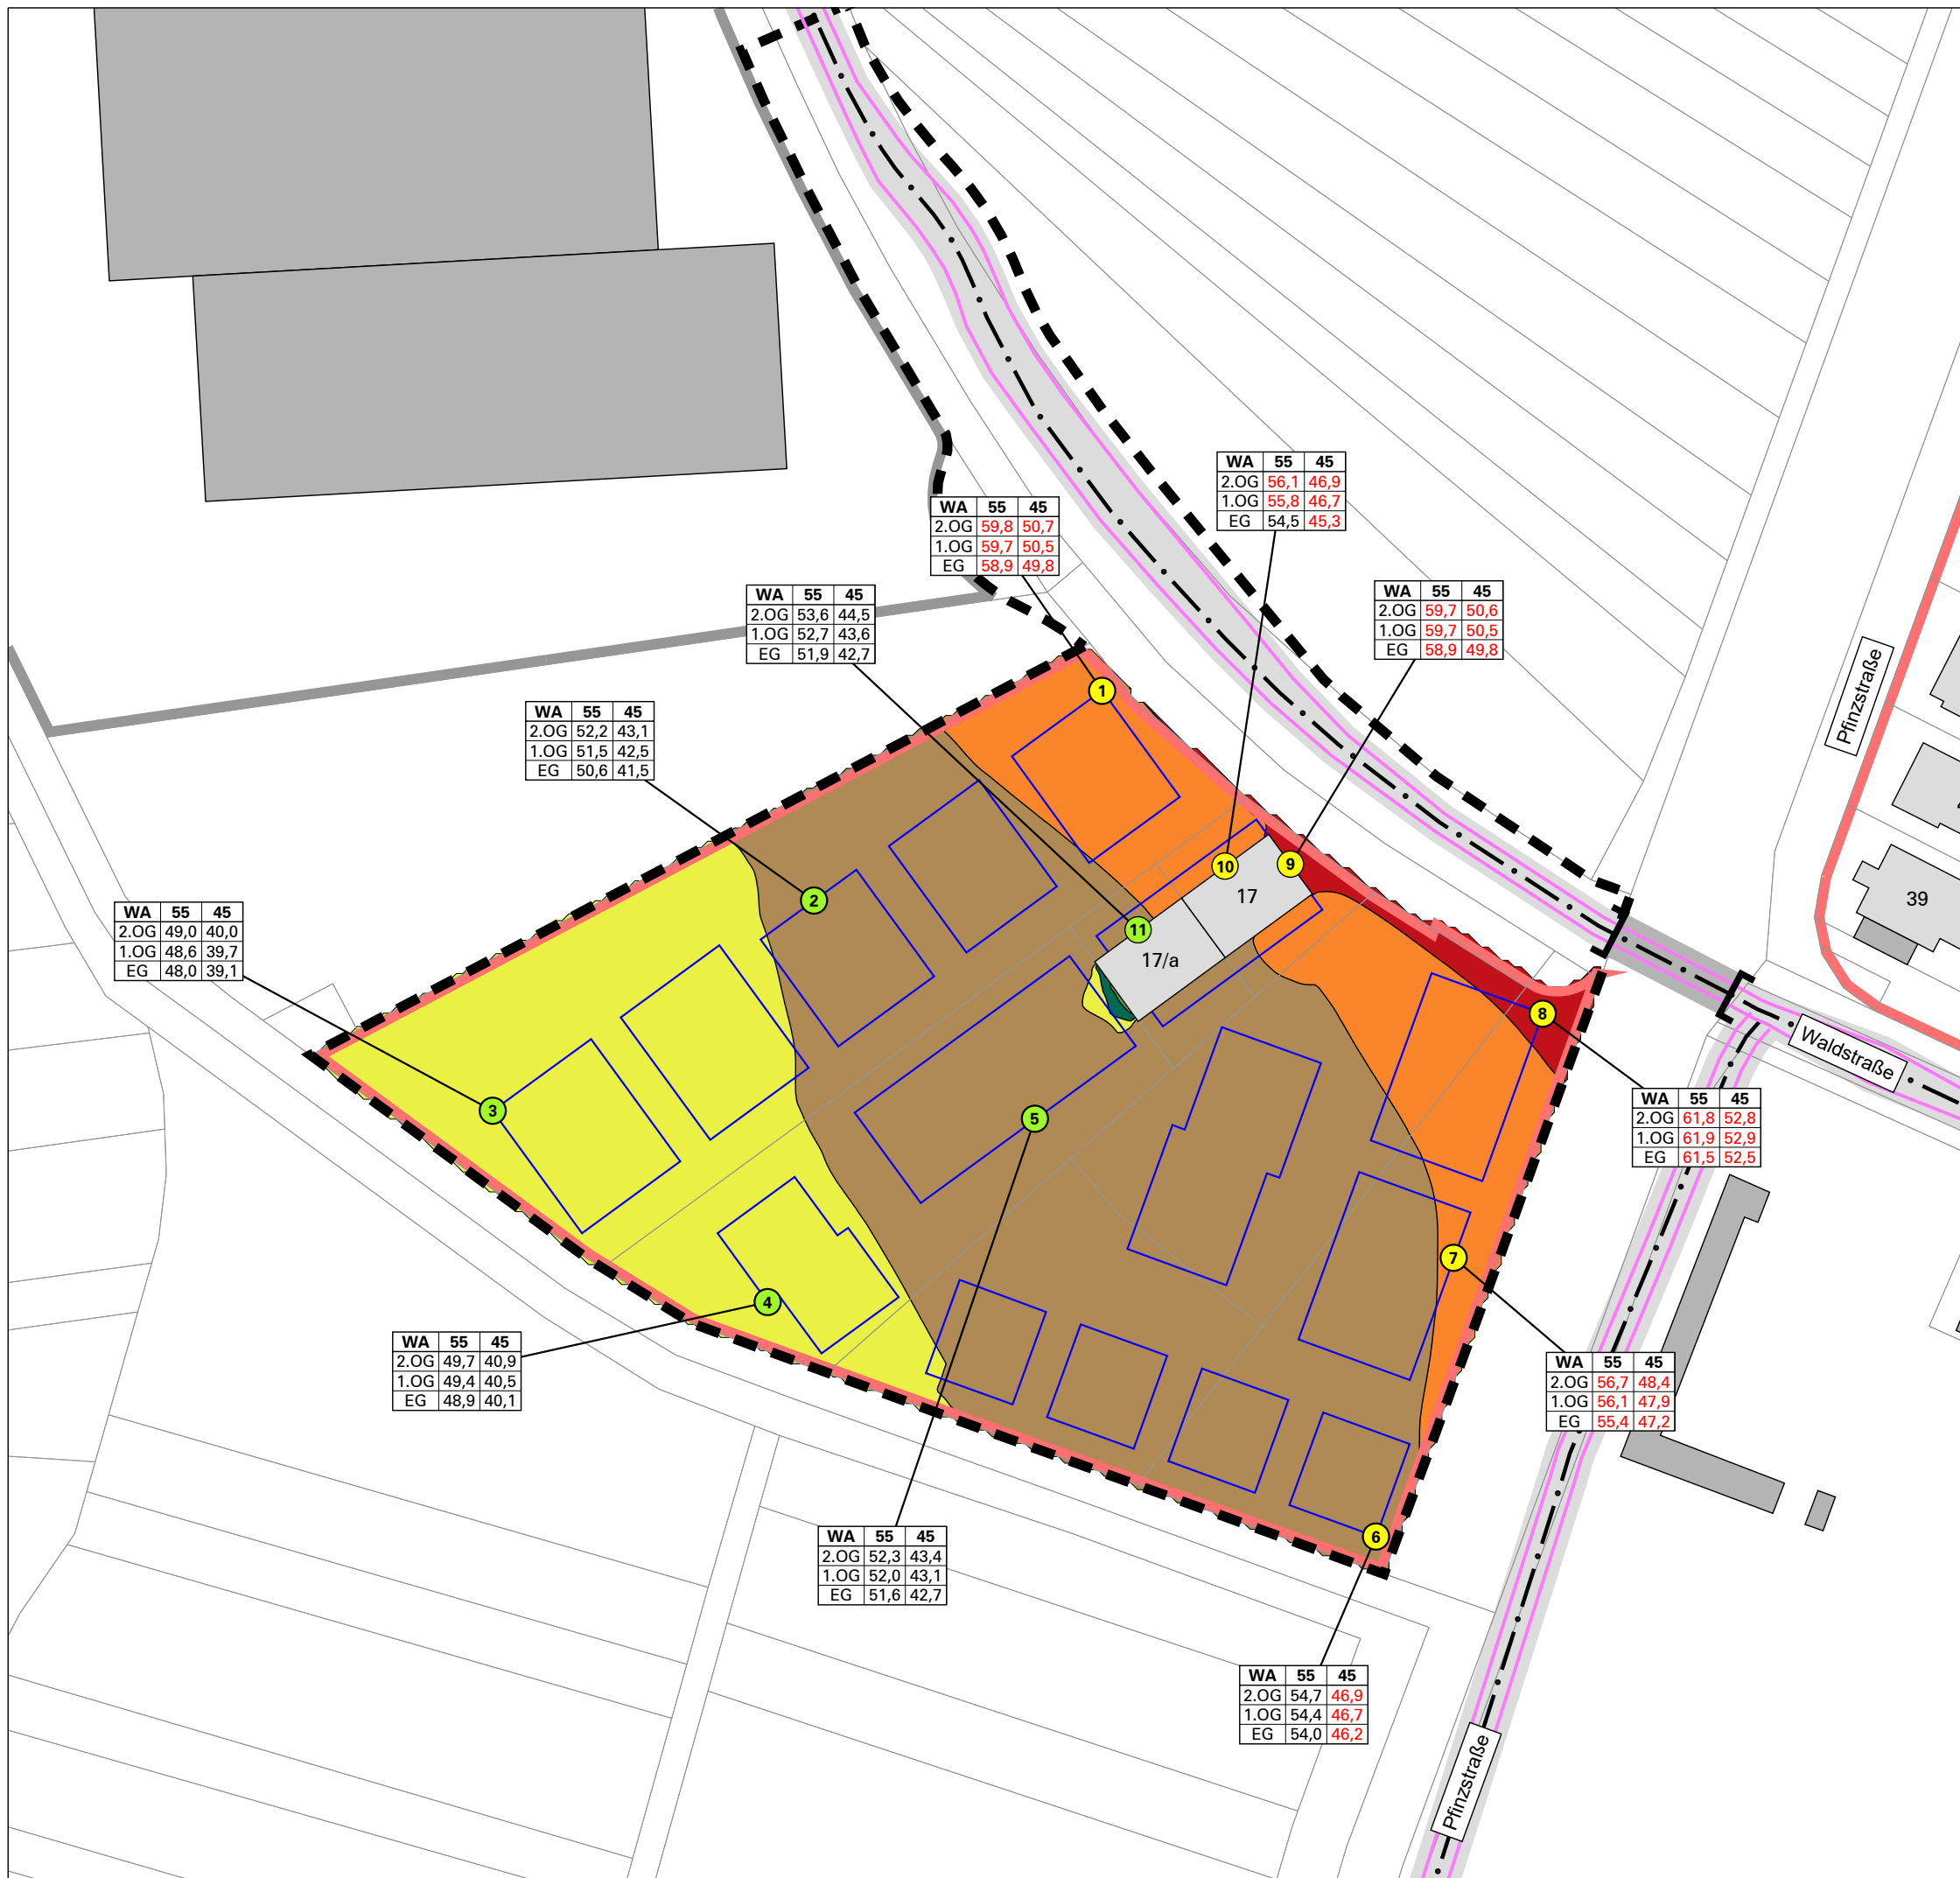 WA 55 45
2.OG 56,1 46,9
1.OG 55,8 46,7
EG 54,5 45,3
WA 55 45
2.OG 59,8 50,7
1.OG 59,7 50,5
EG 58,9 49,8
WA 55 45
2.OG 59,7 50,6
1.OG 59,7 50,5
EG 58,9 49,8
WA 55 45
2.OG 53,6 44,5
1.OG 52,7 43,6
EG 51,9 42,7
Pfinzstraße
1
WA 55 45
2.OG 52,2 43,1
1.OG 51,5 42,5
EG 50,6 41,5
10
9
17
2
39
11
17/a
WA 55 45
2.OG 49,0 40,0
1.OG 48,6 39,7
EG 48,0 39,1
8
Waldstraße
3
5
WA 55 45
2.OG 61,8 52,8
1.OG 61,9 52,9
EG 61,5 52,5
7
4
WA 55 45
2.OG 49,7 40,9
1.OG 49,4 40,5
EG 48,9 40,1
WA 55 45
2.OG 56,7 48,4
1.OG 56,1 47,9
EG 55,4 47,2
6
WA 55 45
2.OG 52,3 43,4
1.OG 52,0 43,1
EG 51,6 42,7
WA 55 45
2.OG 54,7 46,9
1.OG 54,4 46,7
EG 54,0 46,2
Pfinzstraße